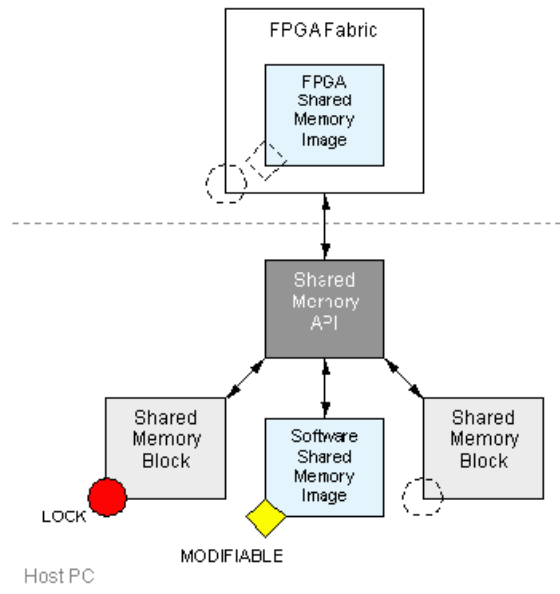 FPGA Fabric
FPGA
Shared
Memory
Image
Shared
Memory
API
Shared
Memory
Block
Software
Shared
Memory
Image
Shared
Memory
Block
LOCK
MODIFIABLE
Host PC